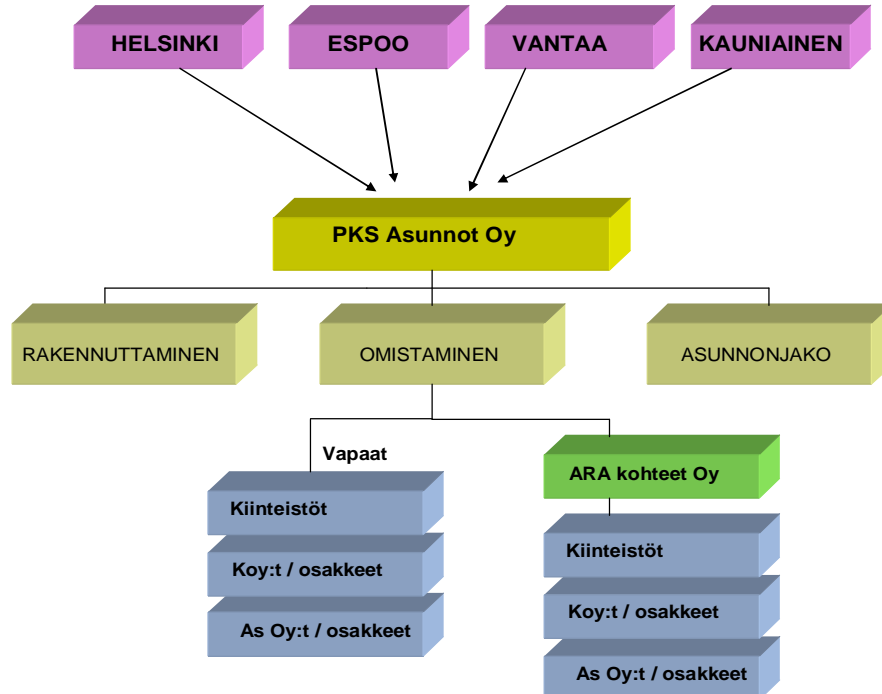 HELSINKI
ESPOO
VANTAA
KAUNIAINEN
PKS Asunnot Oy
RAKENNUTTAMINEN
OMISTAMINEN
ASUNNONJAKO
Vapaat
Kiinteistöt
Koy:t / osakkeet
As Oy:t / osakkeet
ARA kohteet Oy
Kiinteistöt
Koy:t / osakkeet
As Oy:t / osakkeet